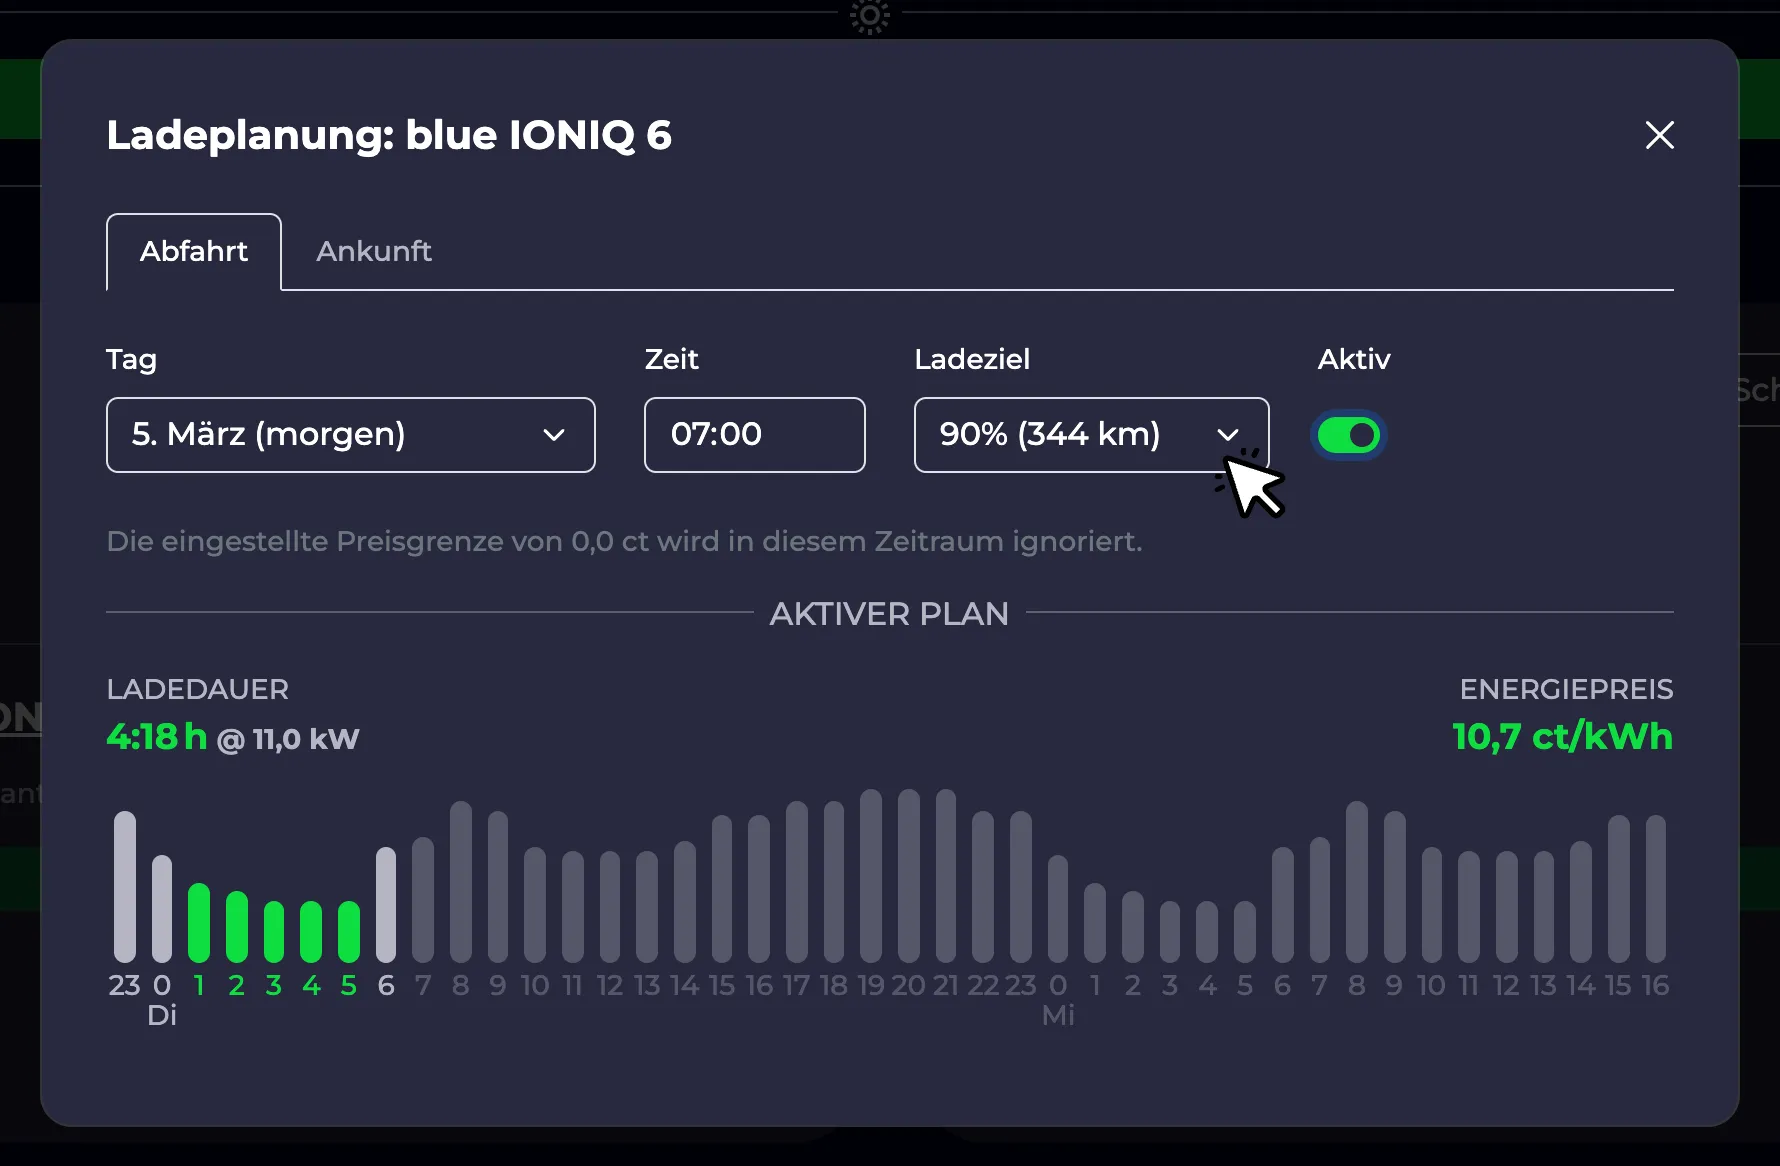 Ladeplanung: blue IONIQ 6
Abfahrt Ankunft
Tag Zeit Ladeziel Aktiv
5. März (morgen) 07:00 90% (344 km)
Die eingestellte Preisgrenze von 0,0 ct wird in diesem Zeitraum ignoriert.
AKTIVER PLAN
LADEDAUER ENERGIEPREIS
4:18 h @ 11,0 kW 10,7 ct/kWh
23 0 1 2 3 4 5 6 7 8 9 10 11 12 13 14 15 16 17 18 19 20 21 22 23 0 1 2 3 4 5 6 7 8 9 10 11 12 13 14 15 16
Di Mi